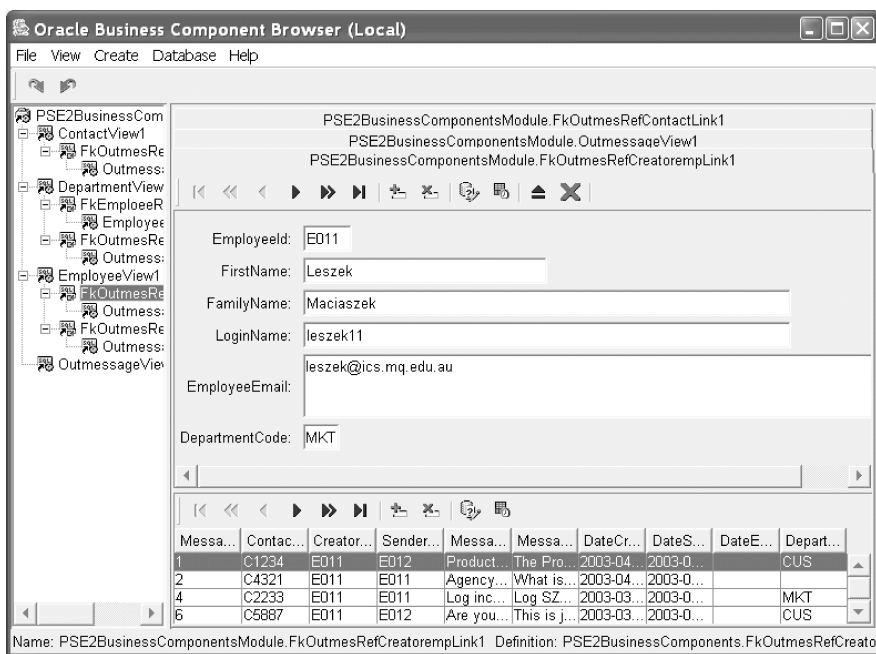 Oracle Business Component Browser (Local)
File View Create Database Help
PSE2BusinessCom
ContactView1
FkOutmesRe
Outmess
DepartmentView
FkEmploeeR
Employee
FkOutmesRe
Outmess
EmployeeView1
FkOutmesRe
Outmess
FkOutmesRe
Outmess
OutmessageVie
PSE2BusinessComponentsModule.FkOutmesRefContactLink1
PSE2BusinessComponentsModule.OutmessageView1
PSE2BusinessComponentsModule.FkOutmesRefCreatorempLink1
EmployeeId: E011
FirstName: Leszek
FamilyName: Maciaszek
LoginName: leszek11
EmployeeEmail: leszek@ics.mq.edu.au
DepartmentCode: MKT
Messa... Contac... Creator... Sender... Messa... Messa... DateCr... DateS... DateE... Depart...
1 C1234 E011 E012 Product... The Pro... 2003-04... 2003-0... CUS
2 C4321 E011 E011 Agency... What is... 2003-04... 2003-0...
4 C2233 E011 E011 Log inc... Log SZ... 2003-03... 2003-0... MKT
6 C5887 E011 E012 Are you... This is j... 2003-03... 2003-0... CUS
Name: PSE2BusinessComponentsModule.FkOutmesRefCreatorempLink1 Definition: PSE2BusinessComponents.FkOutmesRefCreato